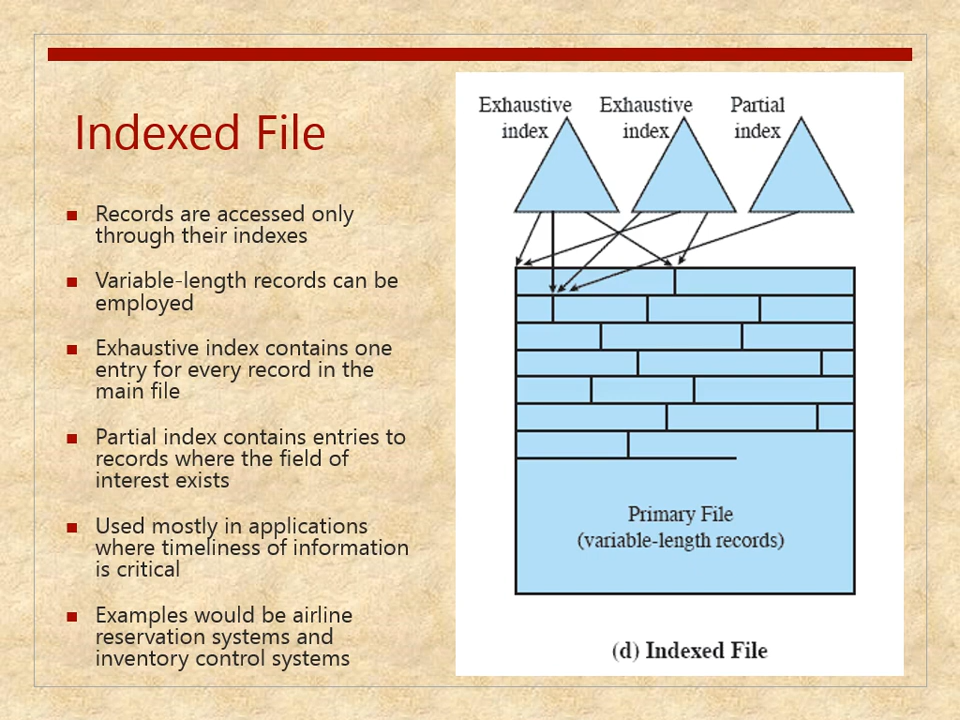 Indexed File
Records are accessed only
through their indexes
Variable-length records can be
employed
Exhaustive index contains one
entry for every record in the
main file
Partial index contains entries to
records where the field of
interest exists
Used mostly in applications
where timeliness of information
is critical
Examples would be airline
reservation systems and
inventory control systems
Exhaustive
index
Exhaustive
index
Partial
index
Primary File
(variable-length records)
(d) Indexed File